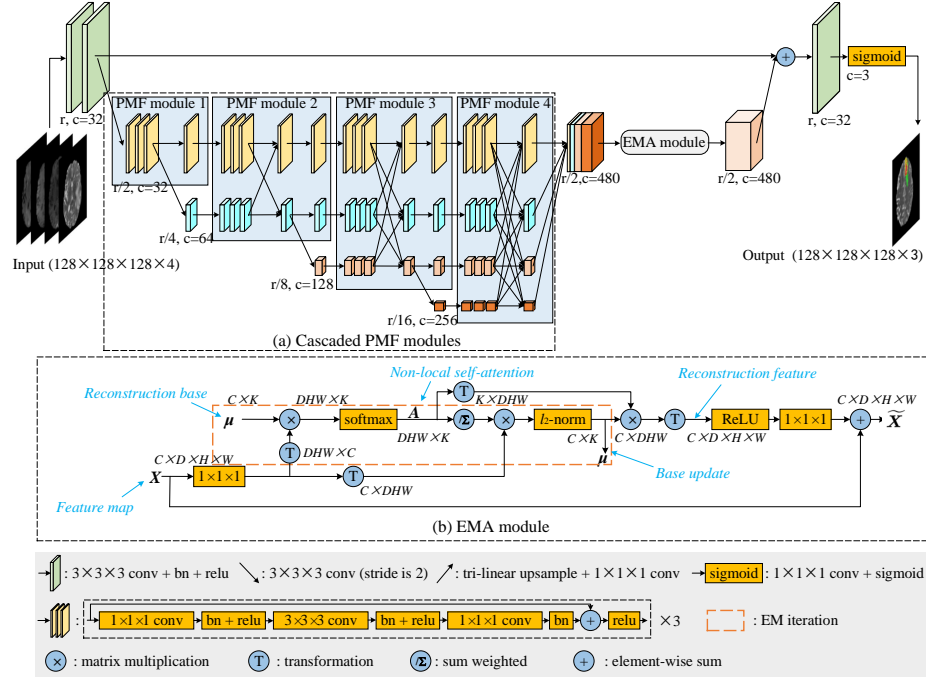 r, c=32
PMF module 1
PMF module 2
PMF module 3
PMF module 4
r/2, c=32
r/4, c=64
r/8, c=128
r/16, c=256
r/2,c=480
EMA module
r/2, c=480
+
r, c=32
c=3
sigmoid
Input (128×128×128×4)
Output (128×128×128×3)
(a) Cascaded PMF modules
Reconstruction base
Non-local self-attention
Reconstruction feature
C×K
DHW×K
K×DHW
C×D×H×W
μ
×
softmax
A
T
/Σ
×
l2-norm
×
T
ReLU
1×1×1
+
X̃
DHW×K
C×K
C×DHW
C×D×H×W
T
DHW×C
μ
C×D×H×W
X
1×1×1
T
C×DHW
Base update
Feature map
(b) EMA module
: 3×3×3 conv + bn + relu
: 3×3×3 conv (stride is 2)
: tri-linear upsample + 1×1×1 conv
sigmoid : 1×1×1 conv + sigmoid
: 1×1×1 conv bn + relu 3×3×3 conv bn + relu 1×1×1 conv bn + relu ×3
: EM iteration
× : matrix multiplication
T : transformation
/Σ : sum weighted
+ : element-wise sum